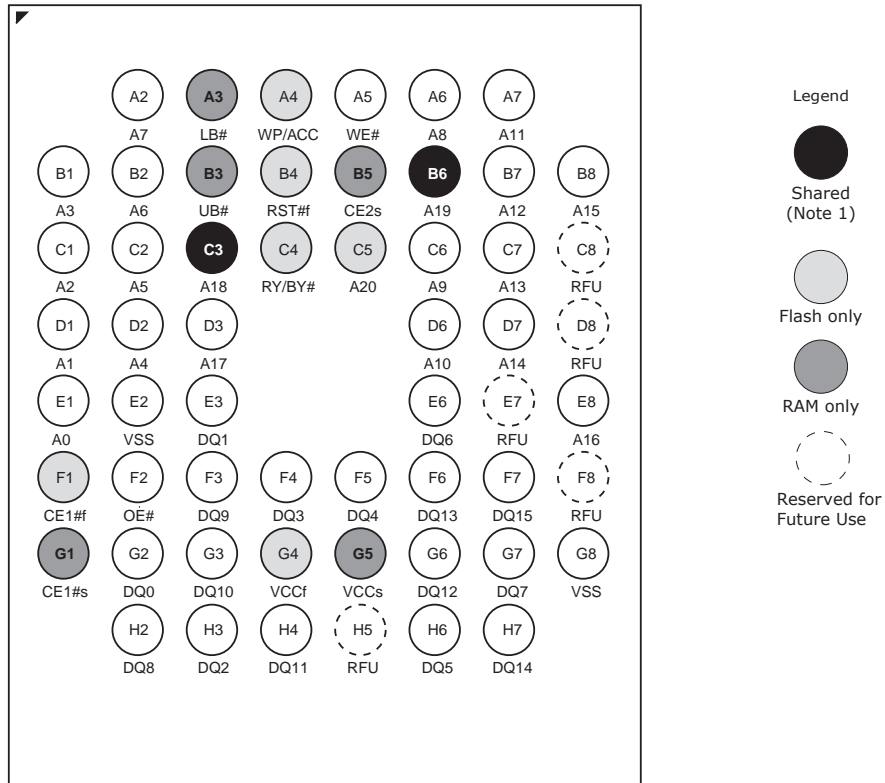 A2 A3 A4 A5 A6 A7
A7 LB# WP/ACC WE# A8 A11
B1 B2 B3 B4 B5 B6 B7 B8
A3 A6 UB# RST#f CE2s A19 A12 A15
C1 C2 C3 C4 C5 C6 C7 C8
A2 A5 A18 RY/BY# A20 A9 A13 RFU
D1 D2 D3 D6 D7 D8
A1 A4 A17 A10 A14 RFU
E1 E2 E3 E6 E7 E8
A0 VSS DQ1 DQ6 RFU A16
F1 F2 F3 F4 F5 F6 F7 F8
CE1#f OE# DQ9 DQ3 DQ4 DQ13 DQ15 RFU
G1 G2 G3 G4 G5 G6 G7 G8
CE1#s DQ0 DQ10 VCCf VCCs DQ12 DQ7 VSS
H2 H3 H4 H5 H6 H7
DQ8 DQ2 DQ11 RFU DQ5 DQ14
Legend
Shared
(Note 1)
Flash only
RAM only
Reserved for
Future Use